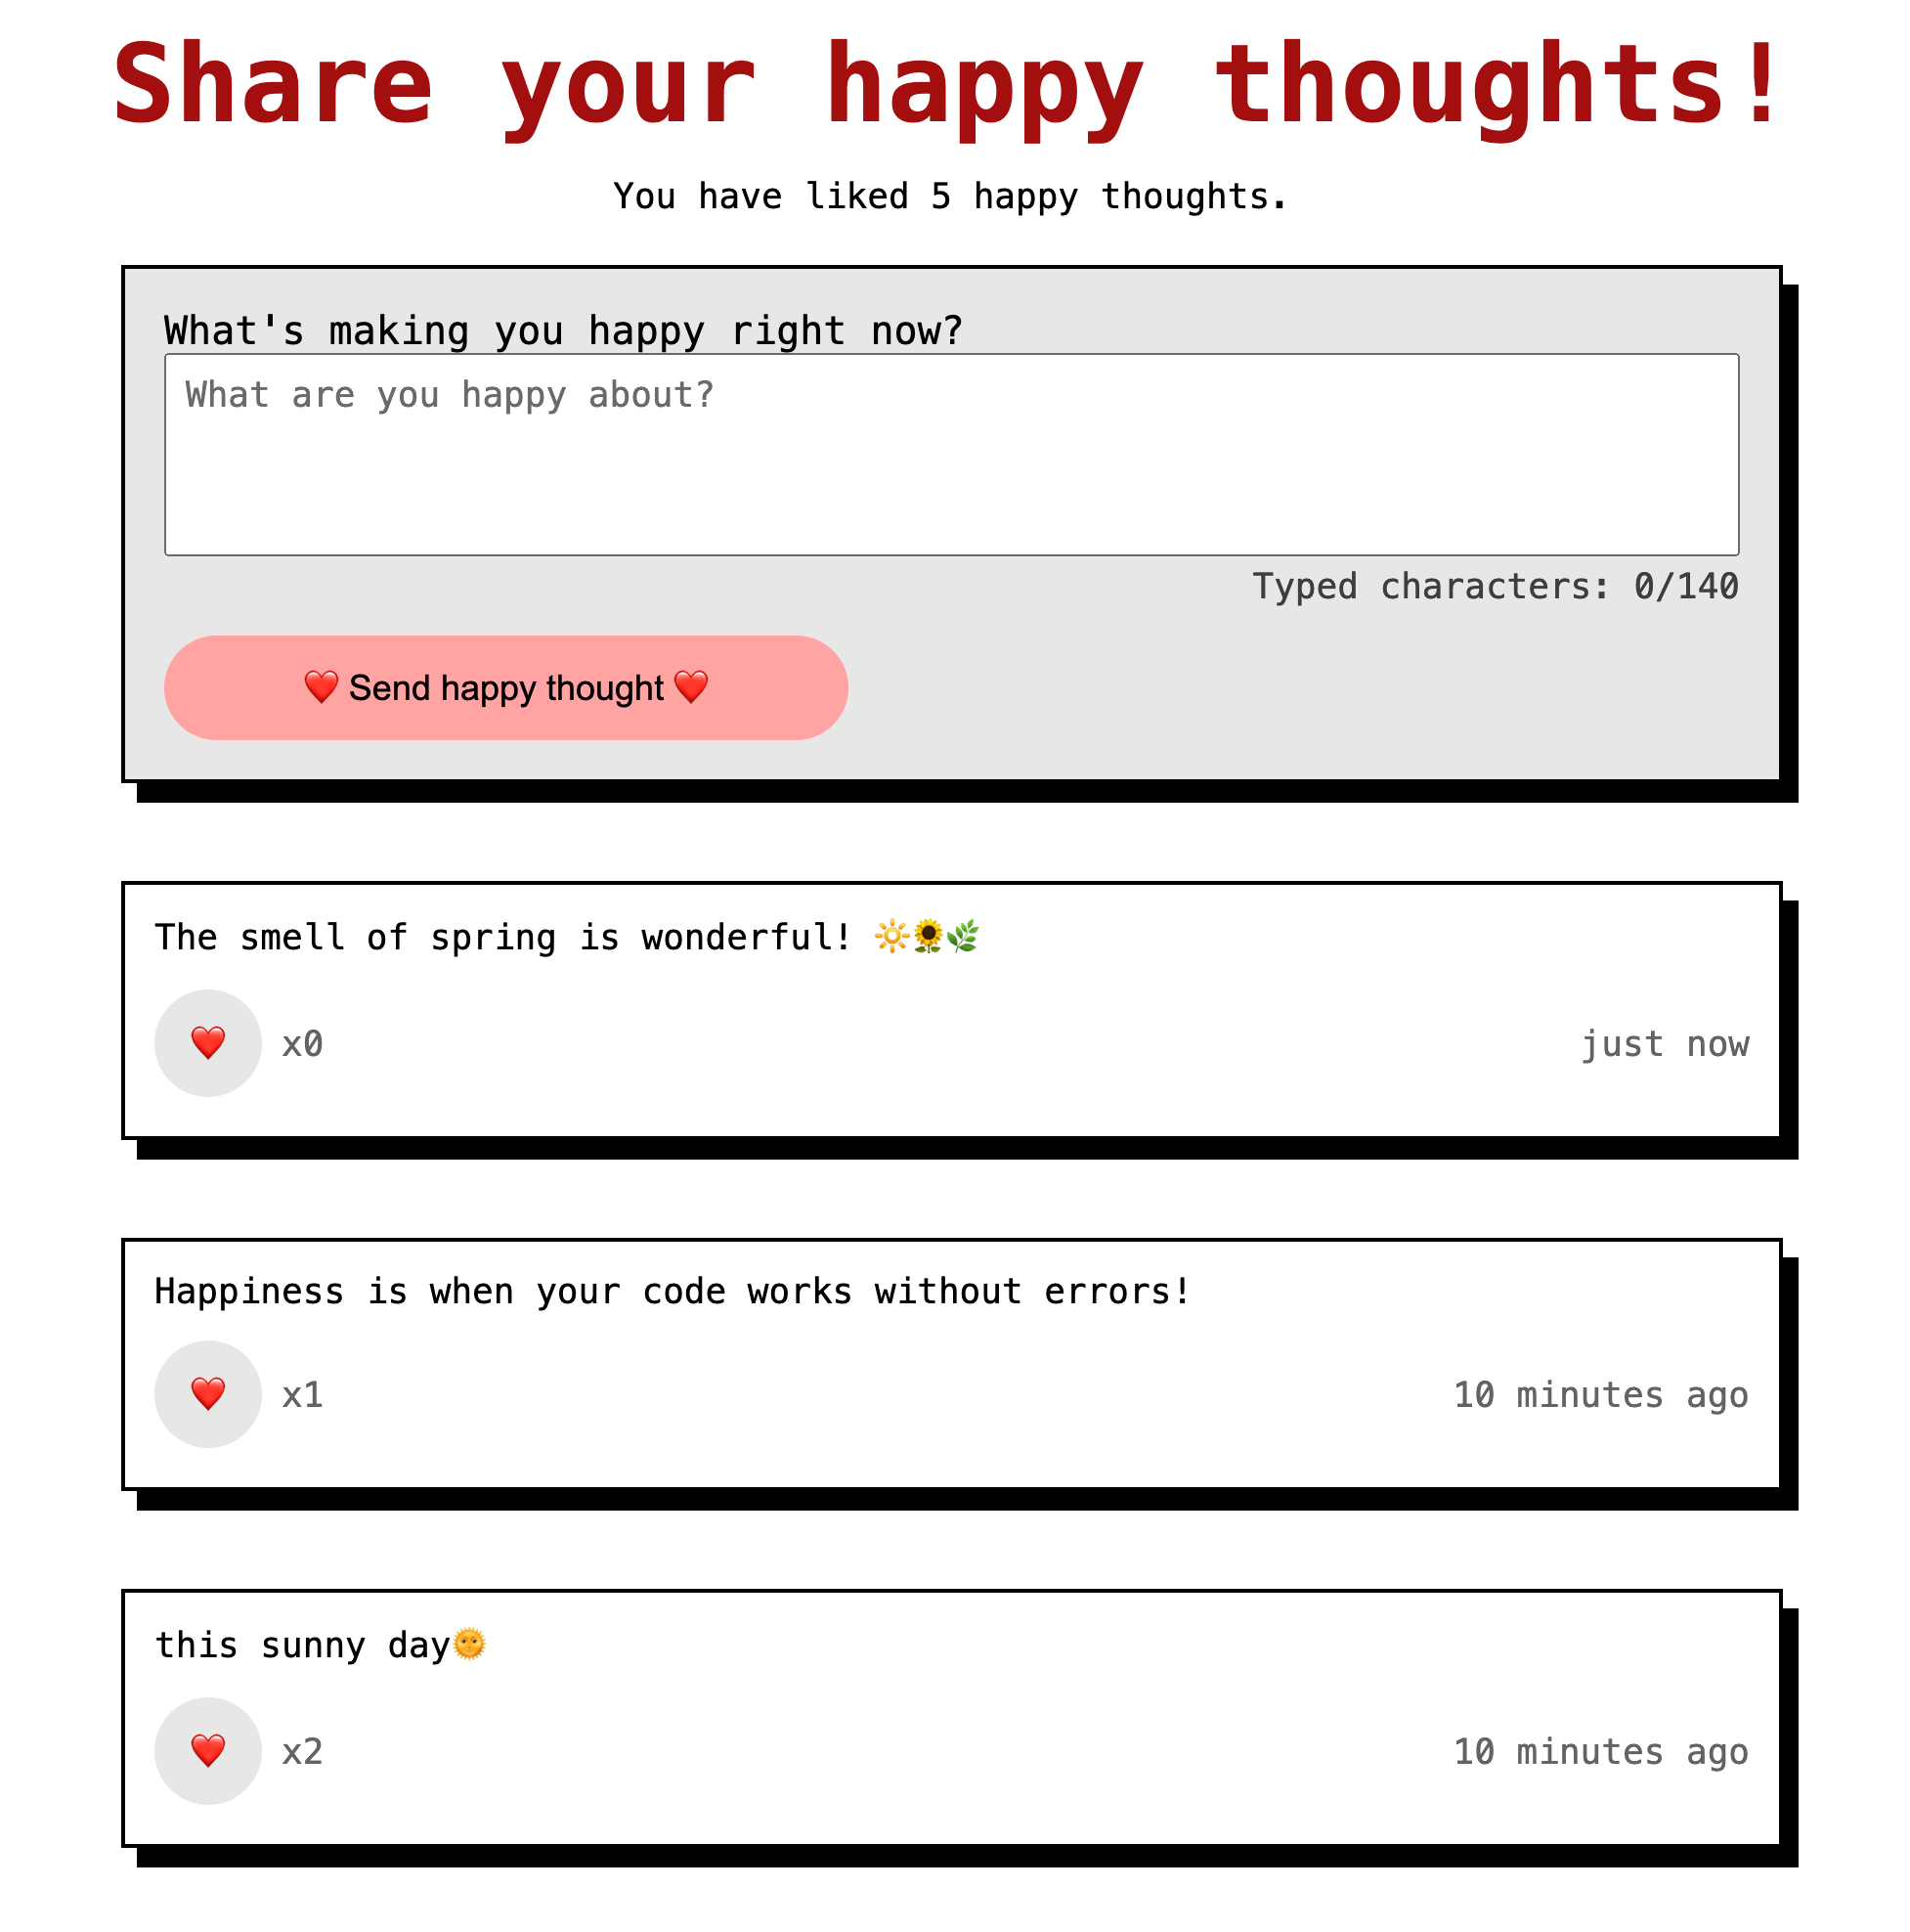 Share your happy thoughts!
You have liked 5 happy thoughts.
What's making you happy right now?
What are you happy about?
Typed characters: 0/140
❤️ Send happy thought ❤️
The smell of spring is wonderful! 🔆🌻🌿
❤️ x0 just now
Happiness is when your code works without errors!
❤️ x1 10 minutes ago
this sunny day🌞
❤️ x2 10 minutes ago